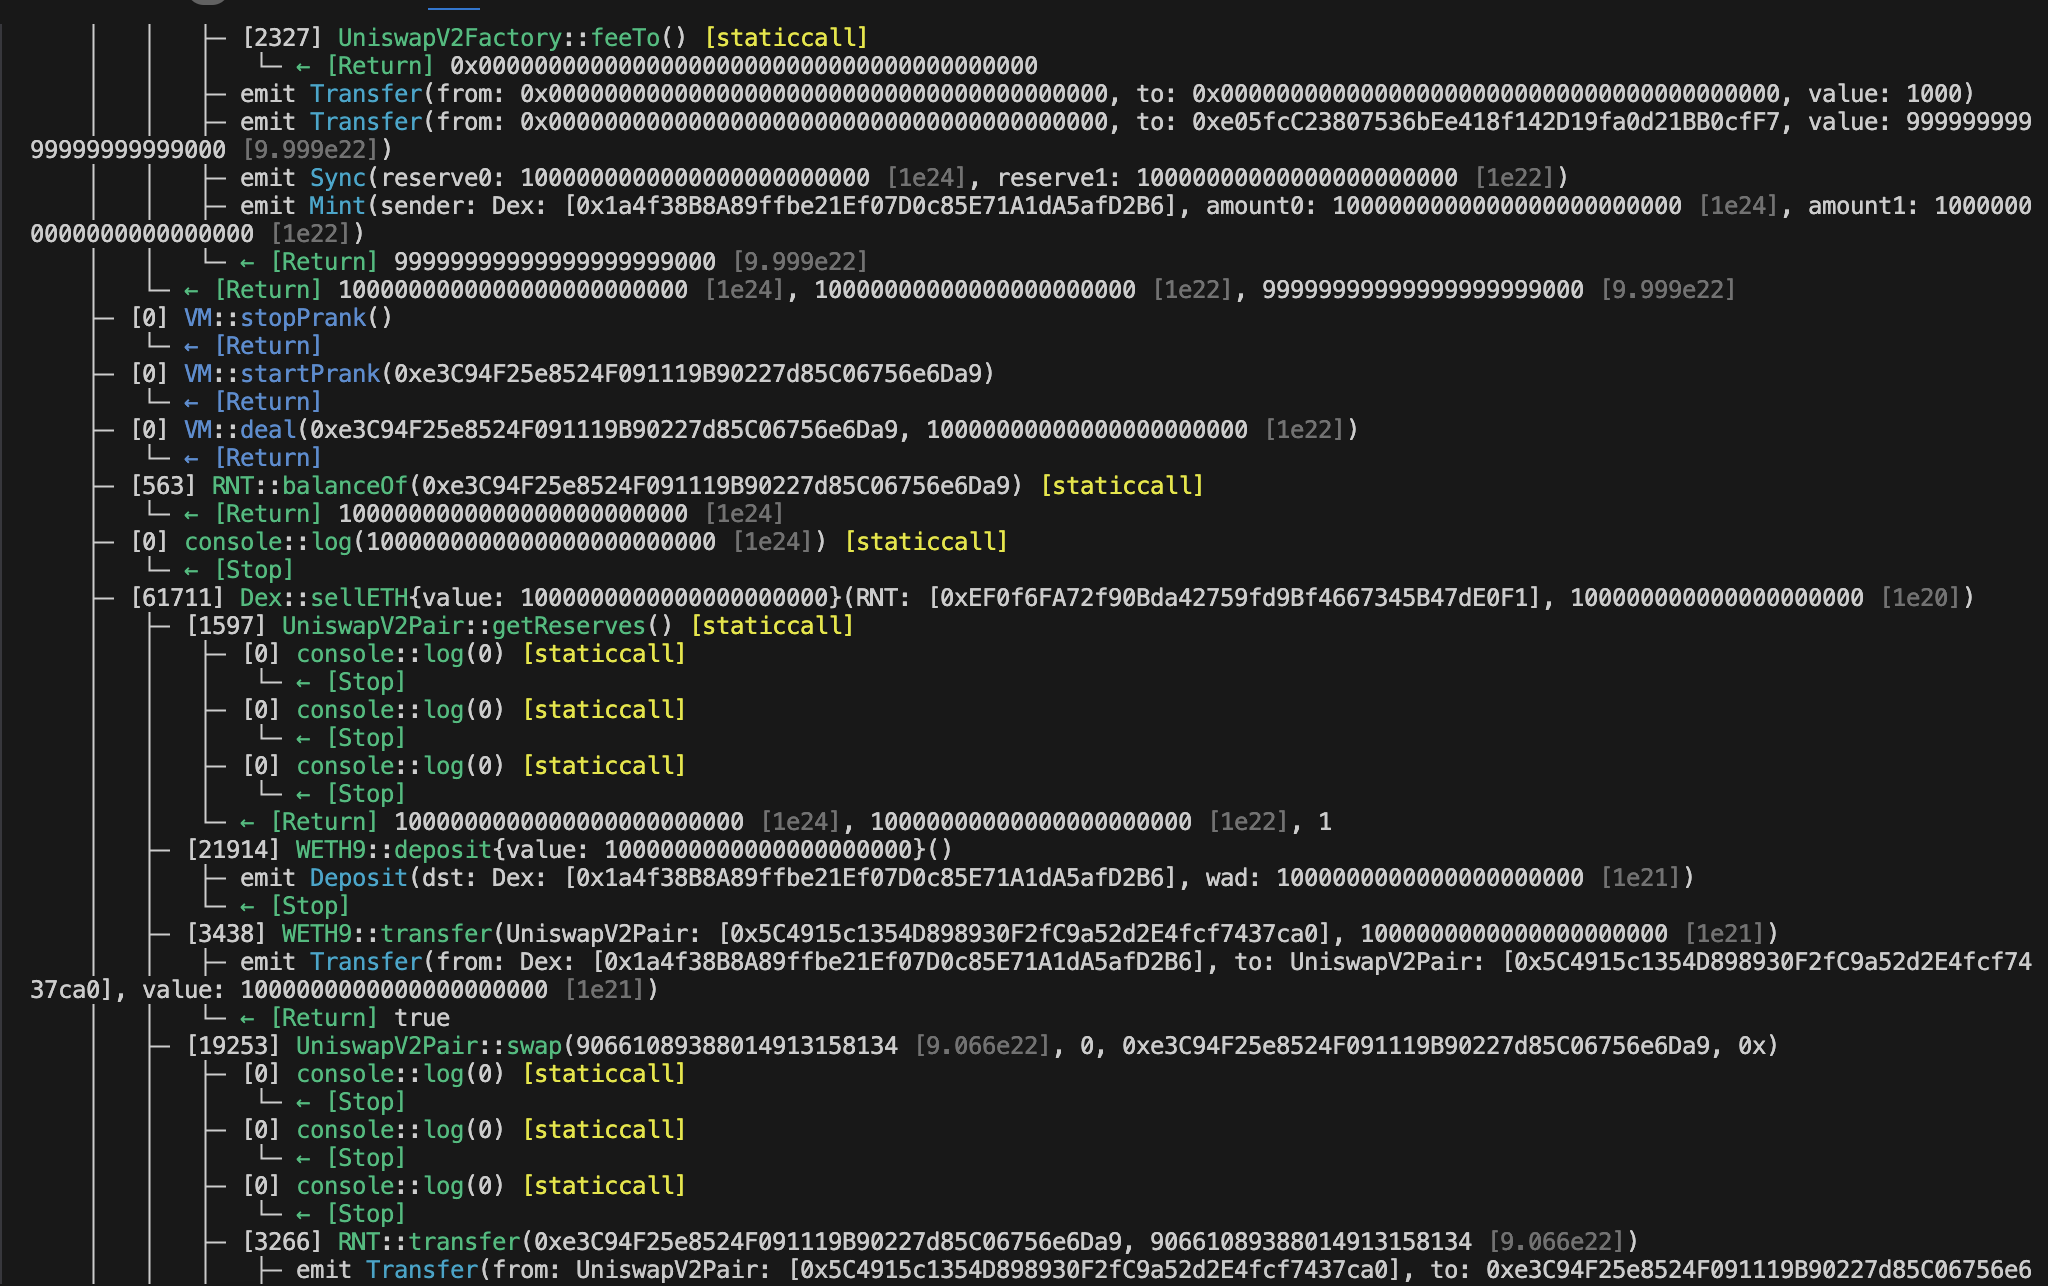 [2327] UniswapV2Factory::feeTo() [staticcall]
← [Return] 0x0000000000000000000000000000000000000000
emit Transfer(from: 0x0000000000000000000000000000000000000000, to: 0x0000000000000000000000000000000000000000, value: 1000)
emit Transfer(from: 0x0000000000000000000000000000000000000000, to: 0xe05fcC23807536bEe418f142D19fa0d21BB0cfF7, value: 999999999
99999999999000 [9.999e22])
emit Sync(reserve0: 1000000000000000000000000 [1e24], reserve1: 10000000000000000000000 [1e22])
emit Mint(sender: Dex: [0x1a4f38B8A89ffbe21Ef07D0c85E71A1dA5afD2B6], amount0: 1000000000000000000000000 [1e24], amount1: 1000000
0000000000000000 [1e22])
← [Return] 99999999999999999999000 [9.999e22]
← [Return] 1000000000000000000000000 [1e24], 10000000000000000000000 [1e22], 99999999999999999999000 [9.999e22]
[0] VM::stopPrank()
← [Return]
[0] VM::startPrank(0xe3C94F25e8524F091119B90227d85C06756e6Da9)
← [Return]
[0] VM::deal(0xe3C94F25e8524F091119B90227d85C06756e6Da9, 10000000000000000000000 [1e22])
← [Return]
[563] RNT::balanceOf(0xe3C94F25e8524F091119B90227d85C06756e6Da9) [staticcall]
← [Return] 1000000000000000000000000 [1e24]
[0] console::log(1000000000000000000000000 [1e24]) [staticcall]
← [Stop]
[61711] Dex::sellETH{value: 1000000000000000000000}(RNT: [0xEF0f6FA72f90Bda42759fd9Bf4667345B47dE0F1], 100000000000000000000 [1e20])
[1597] UniswapV2Pair::getReserves() [staticcall]
[0] console::log(0) [staticcall]
← [Stop]
[0] console::log(0) [staticcall]
← [Stop]
[0] console::log(0) [staticcall]
← [Stop]
← [Return] 1000000000000000000000000 [1e24], 10000000000000000000000 [1e22], 1
[21914] WETH9::deposit{value: 1000000000000000000000}()
emit Deposit(dst: Dex: [0x1a4f38B8A89ffbe21Ef07D0c85E71A1dA5afD2B6], wad: 1000000000000000000000 [1e21])
← [Stop]
[3438] WETH9::transfer(UniswapV2Pair: [0x5C4915c1354D898930F2fC9a52d2E4fcf7437ca0], 1000000000000000000000 [1e21])
emit Transfer(from: Dex: [0x1a4f38B8A89ffbe21Ef07D0c85E71A1dA5afD2B6], to: UniswapV2Pair: [0x5C4915c1354D898930F2fC9a52d2E4fcf74
37ca0], value: 1000000000000000000000 [1e21])
← [Return] true
[19253] UniswapV2Pair::swap(90661089388014913158134 [9.066e22], 0, 0xe3C94F25e8524F091119B90227d85C06756e6Da9, 0x)
[0] console::log(0) [staticcall]
← [Stop]
[0] console::log(0) [staticcall]
← [Stop]
[0] console::log(0) [staticcall]
← [Stop]
[3266] RNT::transfer(0xe3C94F25e8524F091119B90227d85C06756e6Da9, 90661089388014913158134 [9.066e22])
emit Transfer(from: UniswapV2Pair: [0x5C4915c1354D898930F2fC9a52d2E4fcf7437ca0], to: 0xe3C94F25e8524F091119B90227d85C06756e6